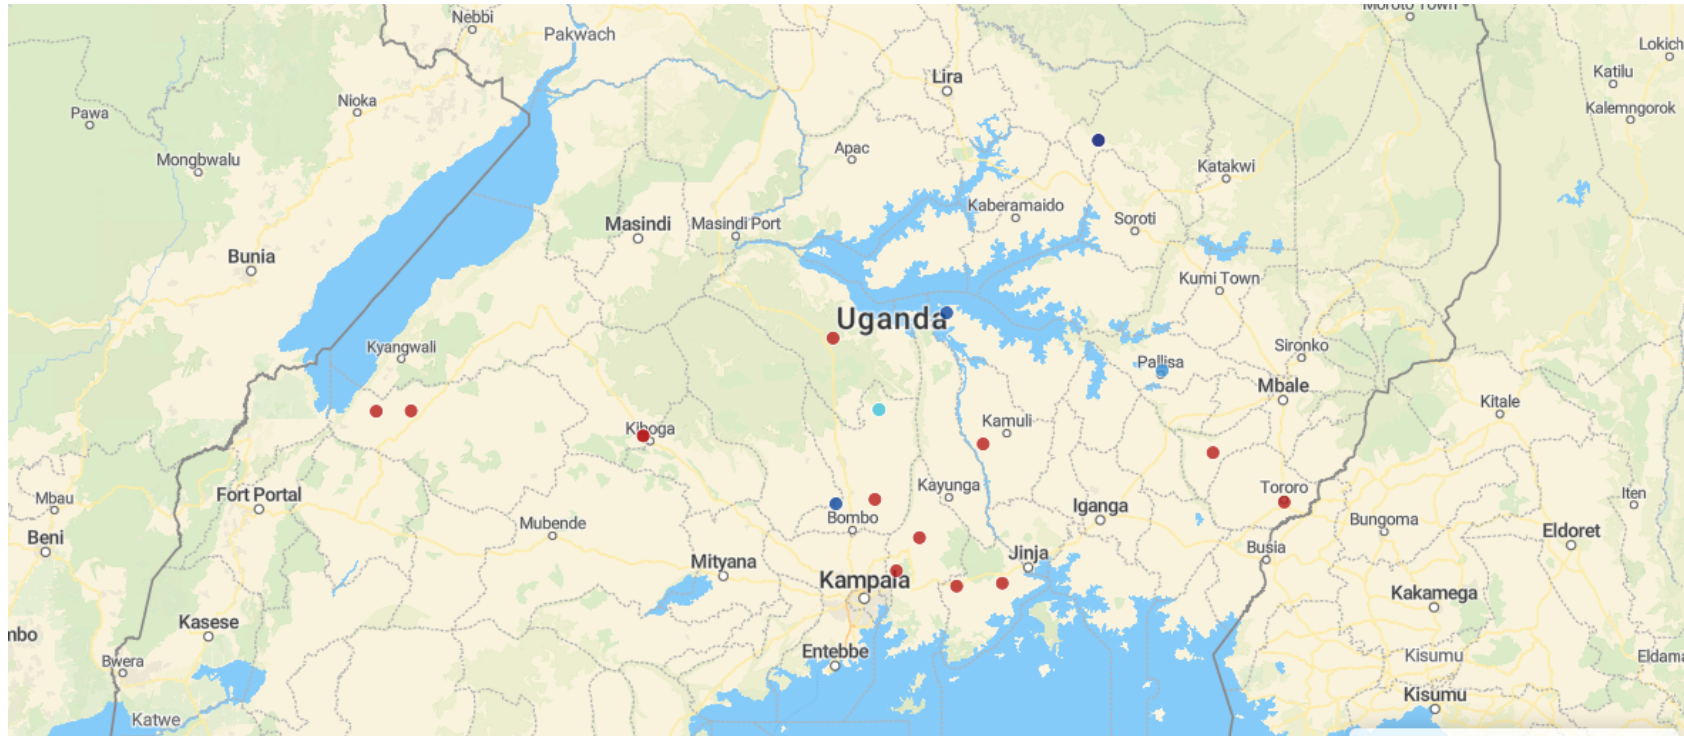 Nebbi
Moroto Town
Pakwach
Lokich
Lira
Katilu
Nioka
Kalemngorok
Pawa
Apac
Mongbwalu
Katakwi
Kaberamaido
Soroti
Masindi
Masindi Port
Bunia
Kumi Town
Uganda
Kyangwali
Sironko
Pallisa
Mbale
Kitale
Kiboga
Kamuli
Fort Portal
Kayunga
Tororo
Mbau
Iten
Iganga
Bombo
Mubende
Bungoma
Beni
Eldoret
Busia
Jinja
Mityana
Kampala
Kakamega
Kasese
mbo
Entebbe
Kisumu
Eldama
Bwera
Kisumu
Katwe